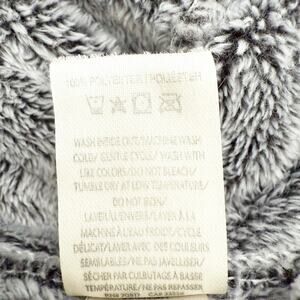 100% POLYESTER / POLYESTER
WASH INSIDE OUT/MACHINE WASH
COLD/ GENTLE CYCLE/ WASH WITH
LIKE COLORS/ DO NOT BLEACH/
TUMBLE DRY AT LOW TEMPERATURE/
DO NOT IRON/
LAVER À L'ENVERS/ LAVER À LA
MACHINE À L'EAU FROIDE/ CYCLE
DÉLICAT/ LAVER AVEC DES COULEURS
SEMBLABLES/ NE PAS JAVELLISER/
SÉCHER PAR CULBUTAGE À BASSE
TEMPÉRATURE/ NE PAS REPASSER/
RN#